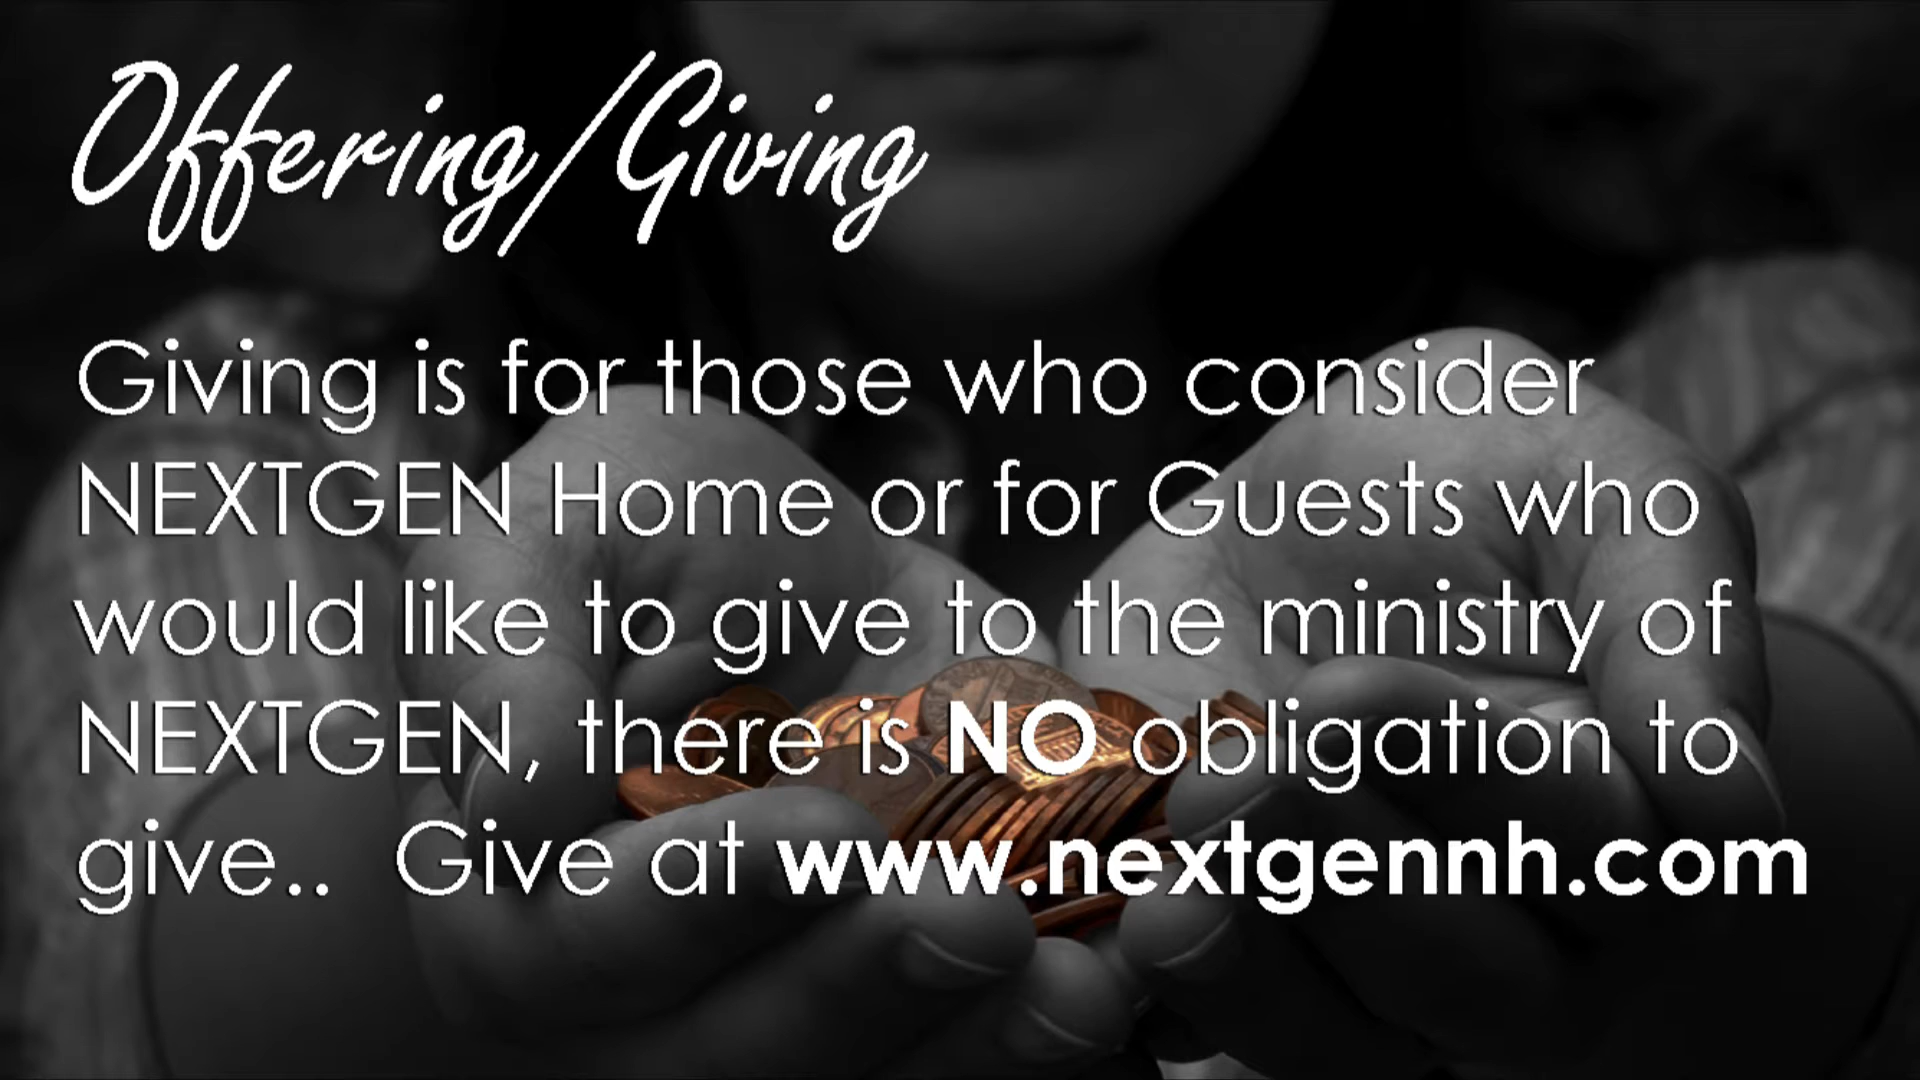 Offering/Giving
Giving is for those who consider
NEXTGEN Home or for Guests who
would like to give to the ministry of
NEXTGEN, there is NO obligation to
give..  Give at www.nextgennh.com